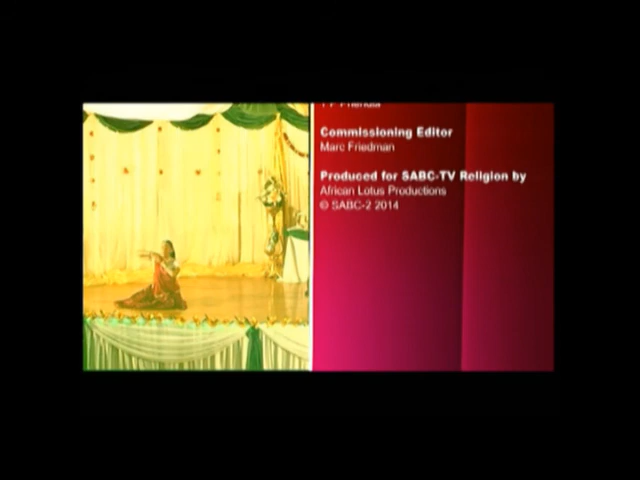 Commissioning Editor
Marc Friedman
Produced for SABC-TV Religion by
African Lotus Productions
© SABC-2 2014